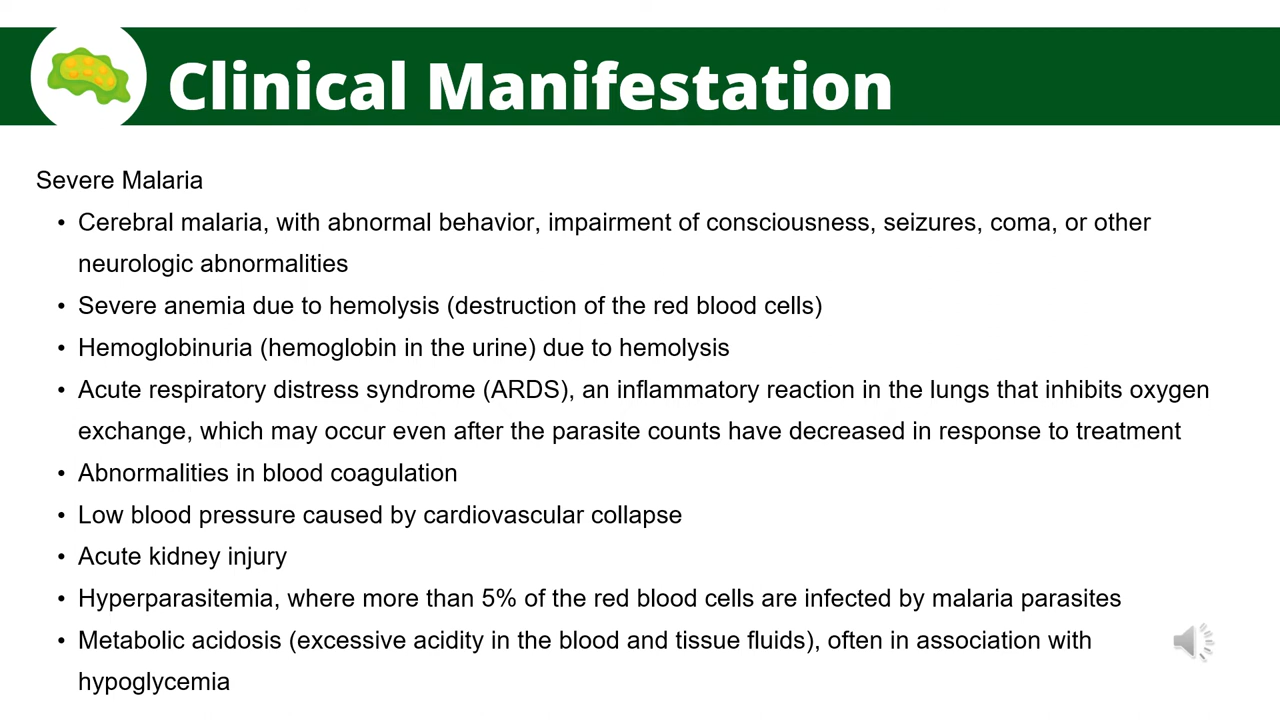 Clinical Manifestation
Severe Malaria
• Cerebral malaria, with abnormal behavior, impairment of consciousness, seizures, coma, or other
neurologic abnormalities
• Severe anemia due to hemolysis (destruction of the red blood cells)
• Hemoglobinuria (hemoglobin in the urine) due to hemolysis
• Acute respiratory distress syndrome (ARDS), an inflammatory reaction in the lungs that inhibits oxygen
exchange, which may occur even after the parasite counts have decreased in response to treatment
• Abnormalities in blood coagulation
• Low blood pressure caused by cardiovascular collapse
• Acute kidney injury
• Hyperparasitemia, where more than 5% of the red blood cells are infected by malaria parasites
• Metabolic acidosis (excessive acidity in the blood and tissue fluids), often in association with
hypoglycemia